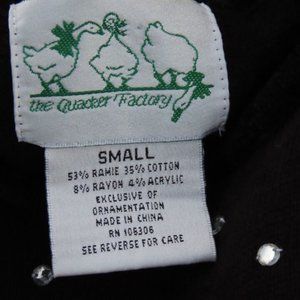 the Quacker Factory
SMALL
53% RAMIE 35% COTTON
8% RAYON 4% ACRYLIC
EXCLUSIVE OF
ORNAMENTATION
MADE IN CHINA
RN 106306
SEE REVERSE FOR CARE